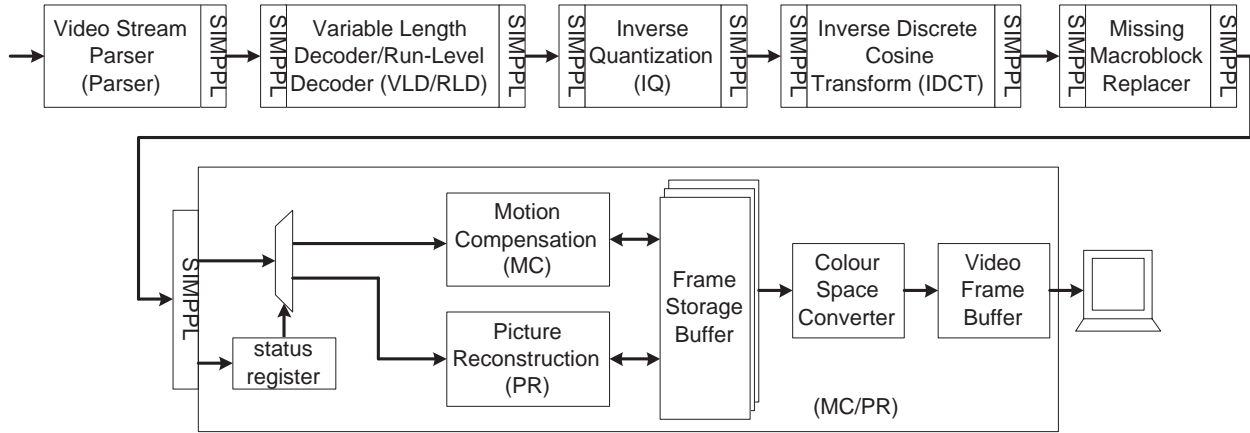 Video Stream
Parser
(Parser)
SIMPPL
SIMPPL
Variable Length
Decoder/Run-Level
Decoder (VLD/RLD)
SIMPPL
SIMPPL
Inverse
Quantization
(IQ)
SIMPPL
SIMPPL
Inverse Discrete
Cosine
Transform (IDCT)
SIMPPL
SIMPPL
Missing
Macroblock
Replacer
SIMPPL
SIMPPL
status
register
Motion
Compensation
(MC)
Picture
Reconstruction
(PR)
Frame
Storage
Buffer
Colour
Space
Converter
Video
Frame
Buffer
(MC/PR)